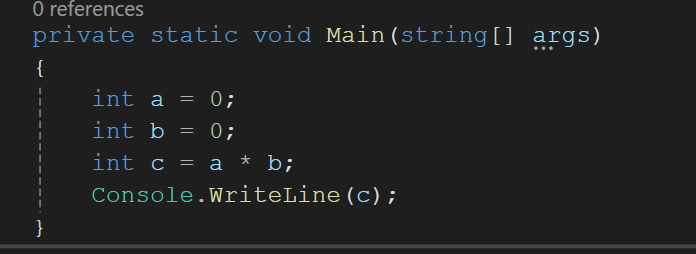 0 references
private static void Main(string[] args)
{
    int a = 0;
    int b = 0;
    int c = a * b;
    Console.WriteLine(c);
}